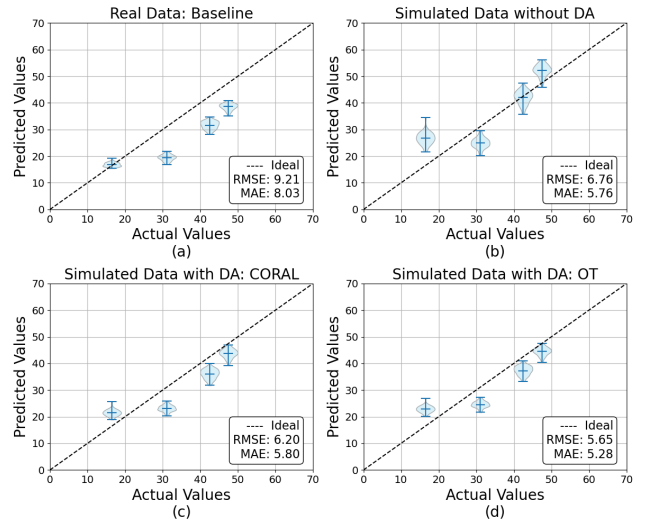 Real Data: Baseline
Predicted Values
70
60
50
40
30
20
10
0
---- Ideal
RMSE: 9.21
MAE: 8.03
0 10 20 30 40 50 60 70
Actual Values
(a)
Simulated Data without DA
Predicted Values
70
60
50
40
30
20
10
0
---- Ideal
RMSE: 6.76
MAE: 5.76
0 10 20 30 40 50 60 70
Actual Values
(b)
Simulated Data with DA: CORAL
Predicted Values
70
60
50
40
30
20
10
0
---- Ideal
RMSE: 6.20
MAE: 5.80
0 10 20 30 40 50 60 70
Actual Values
(c)
Simulated Data with DA: OT
Predicted Values
70
60
50
40
30
20
10
0
---- Ideal
RMSE: 5.65
MAE: 5.28
0 10 20 30 40 50 60 70
Actual Values
(d)